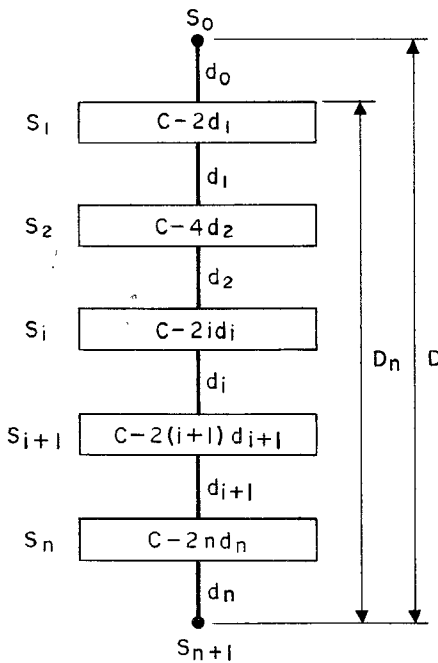 S₀
d₀
S₁ C-2d₁
d₁
S₂ C-4d₂
d₂
Sᵢ C-2idᵢ
dᵢ
Dₙ D
Sᵢ₊₁ C-2(i+1)dᵢ₊₁
dᵢ₊₁
Sₙ C-2ndₙ
dₙ
Sₙ₊₁